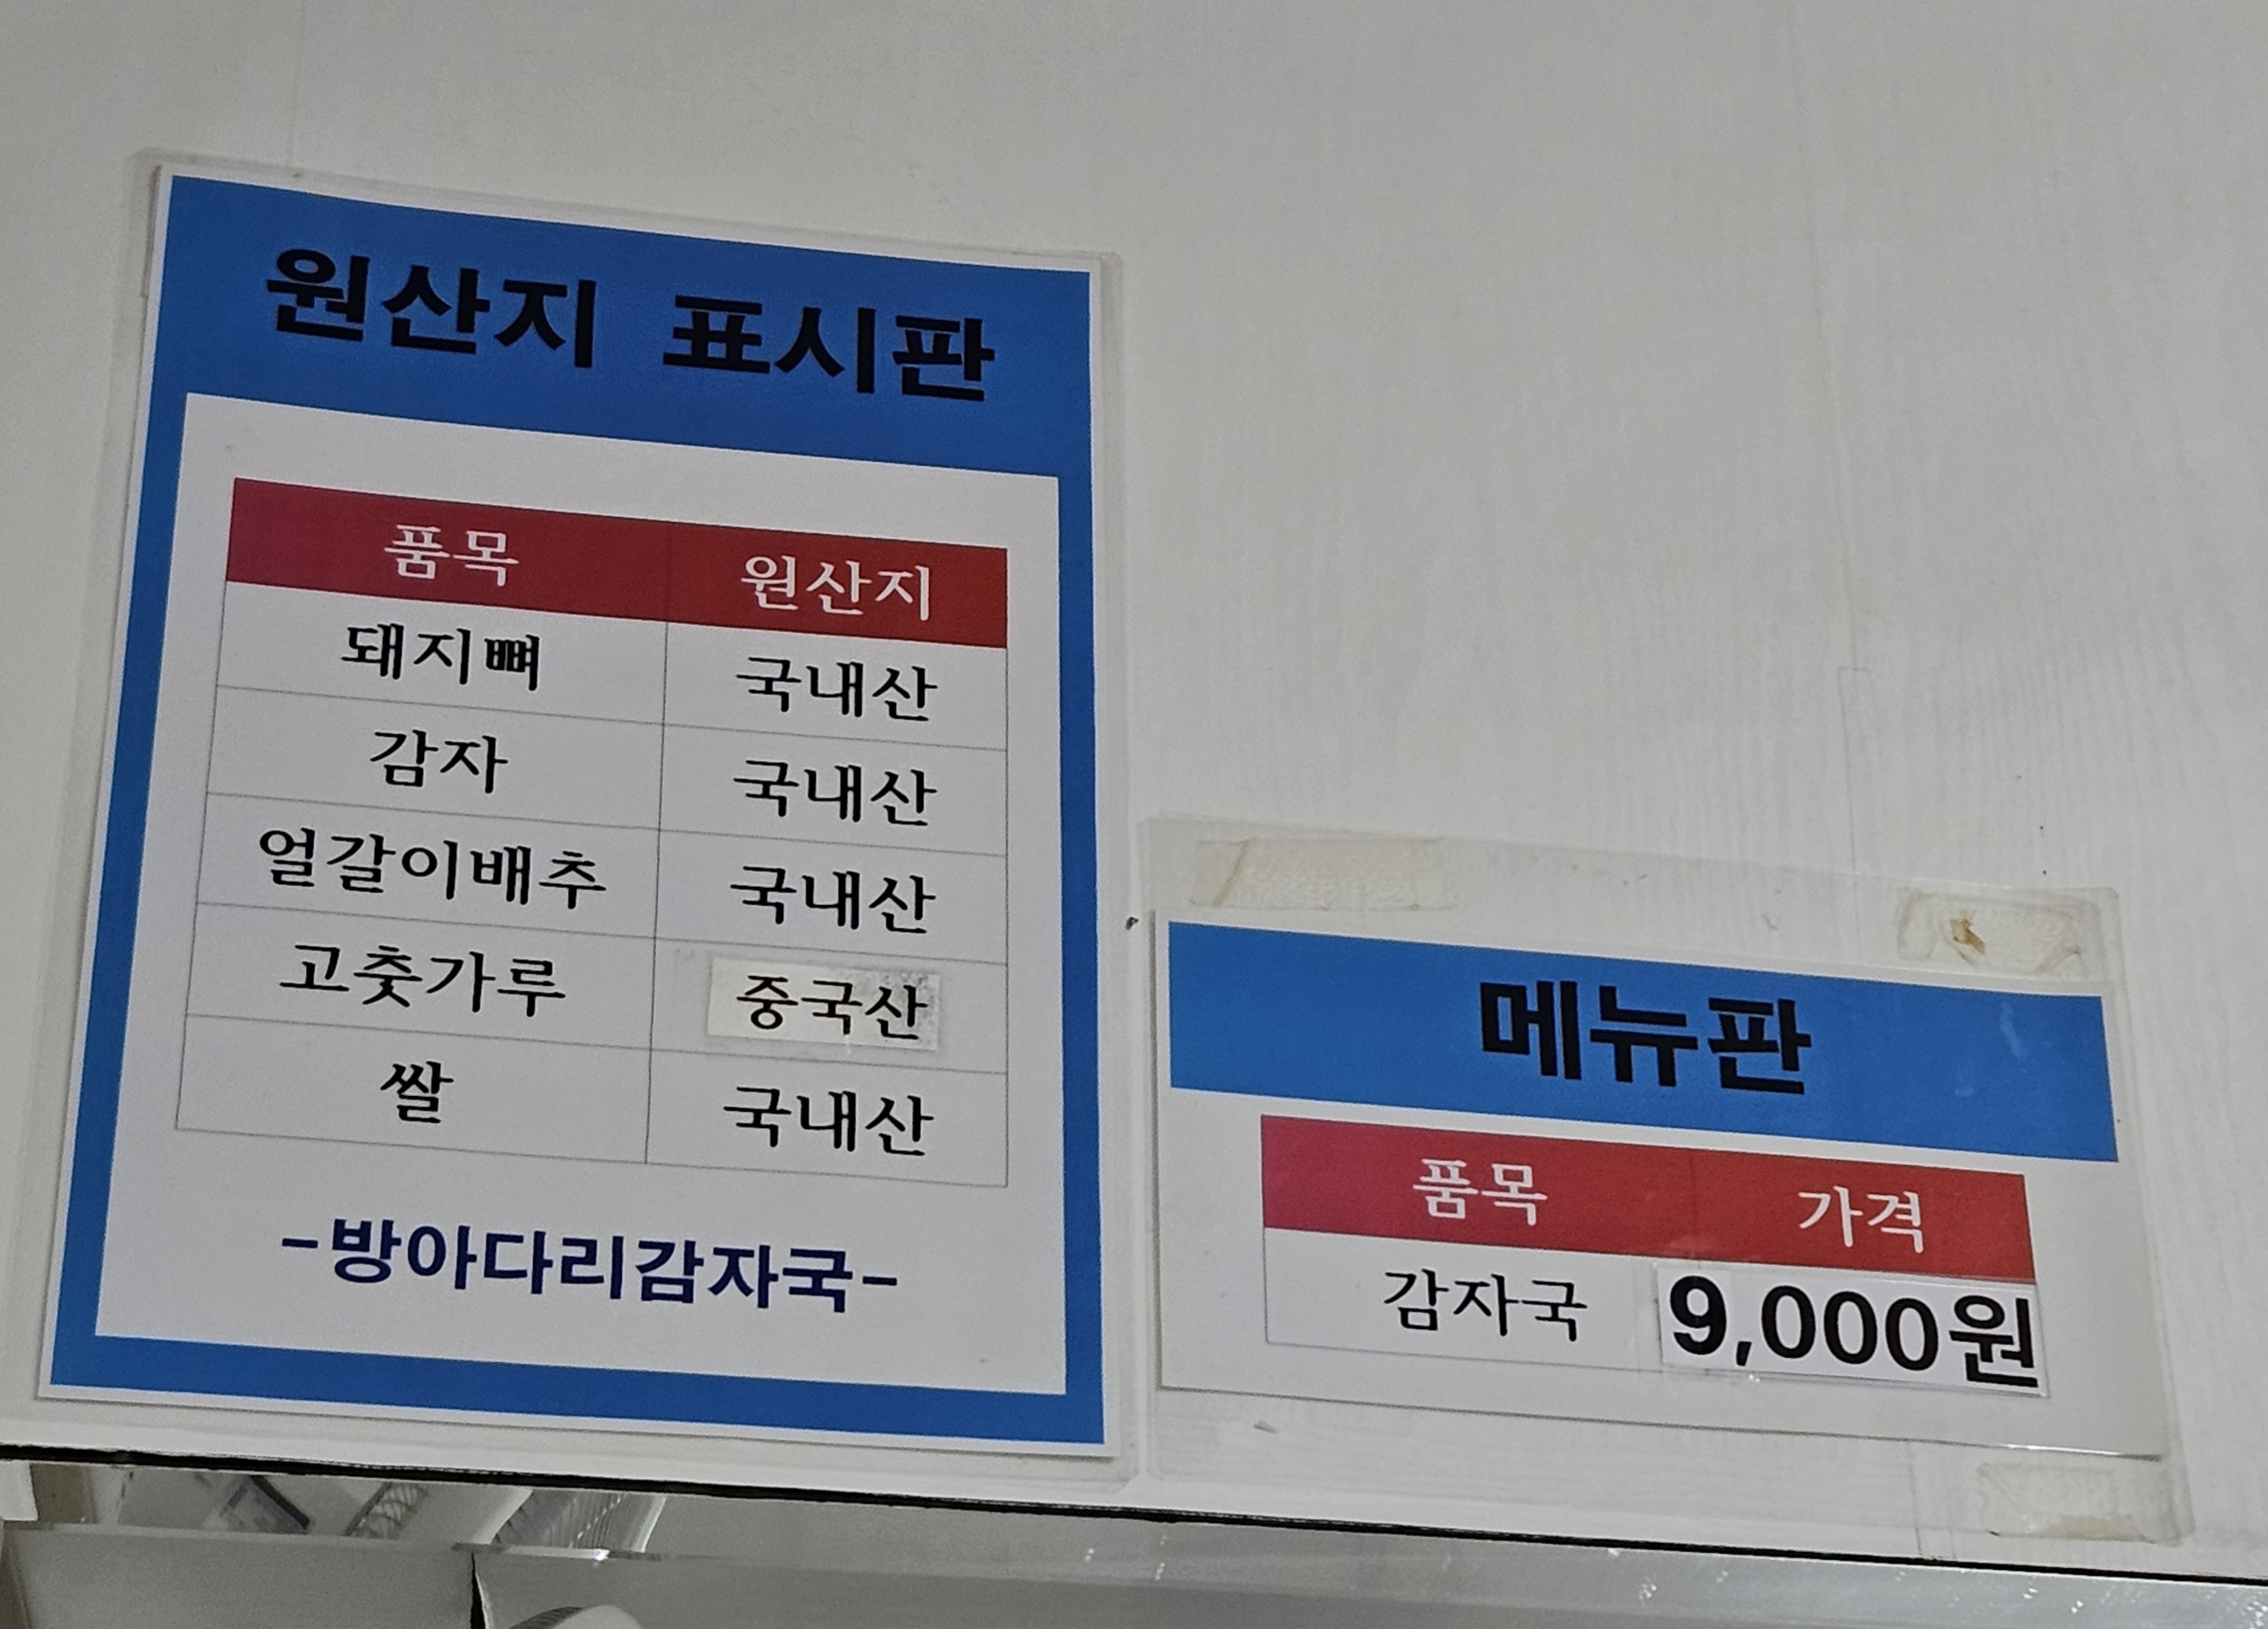 원산지 표시판
품목 원산지
돼지뼈 국내산
감자 국내산
얼갈이배추 국내산
고춧가루 중국산
쌀 국내산
-방아다리감자국-
메뉴판
품목 가격
감자국 9,000원